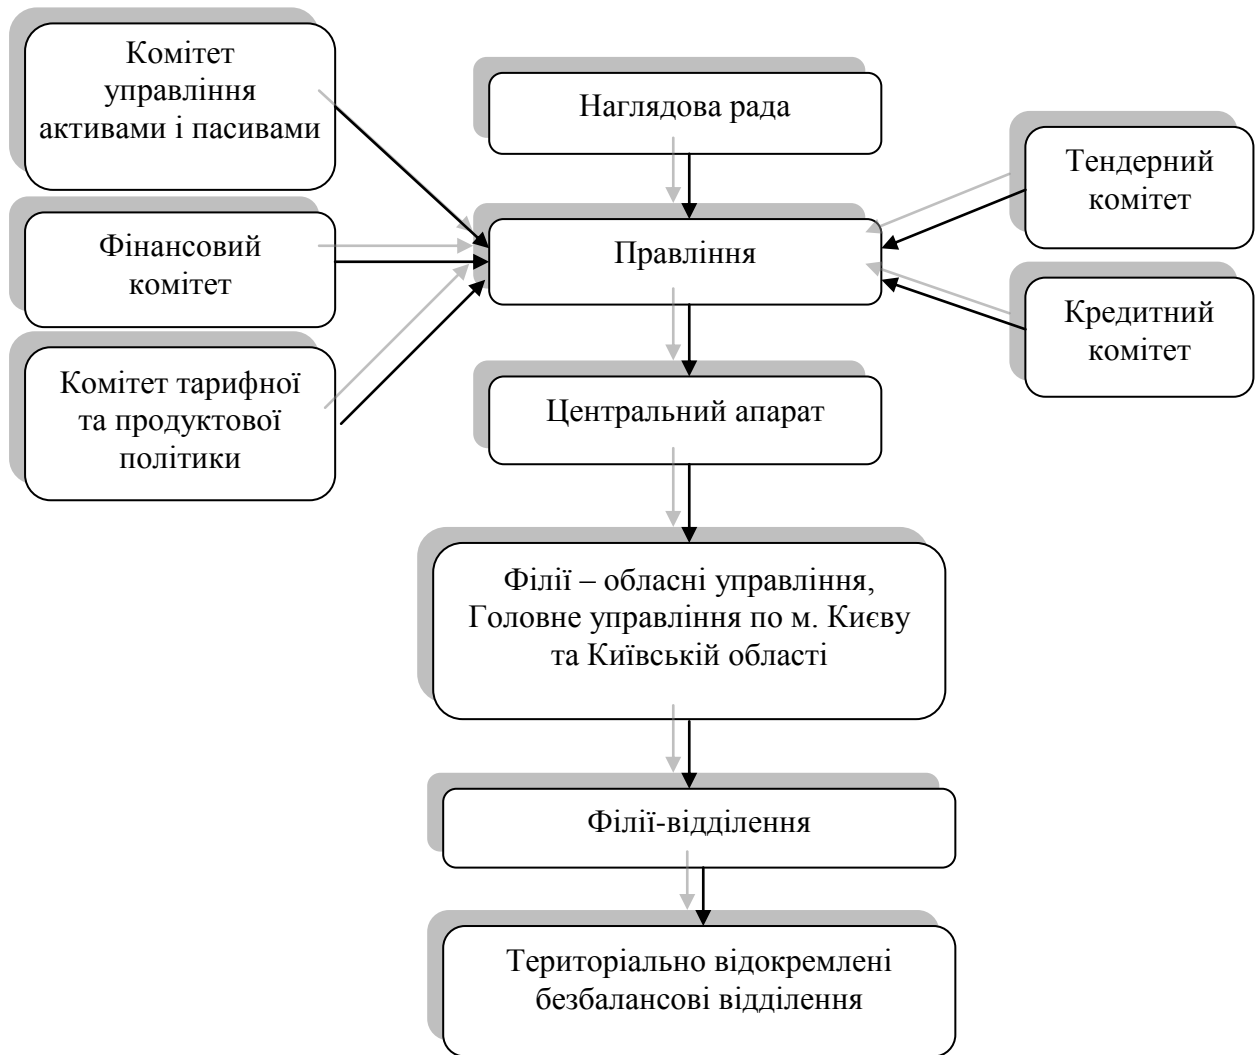 Комітет
управління
активами і пасивами
Наглядова рада
Тендерний
комітет
Фінансовий
комітет
Правління
Кредитний
комітет
Комітет тарифної
та продуктової
політики
Центральний апарат
Філії – обласні управління,
Головне управління по м. Києву
та Київській області
Філії-відділення
Територіально відокремлені
безбалансові відділення